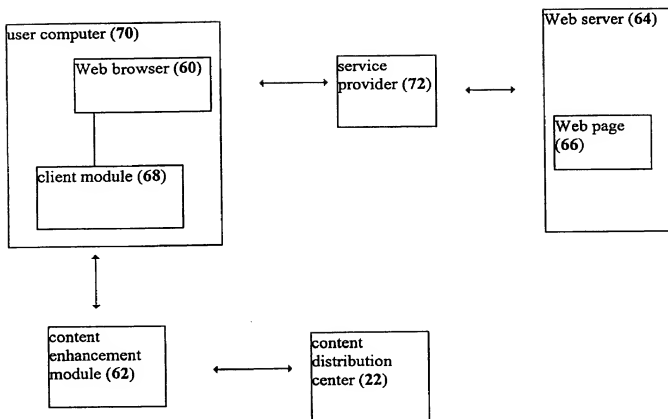 user computer (70)
Web browser (60)
client module (68)
service
provider (72)
Web server (64)
Web page
(66)
content
enhancement
module (62)
content
distribution
center (22)